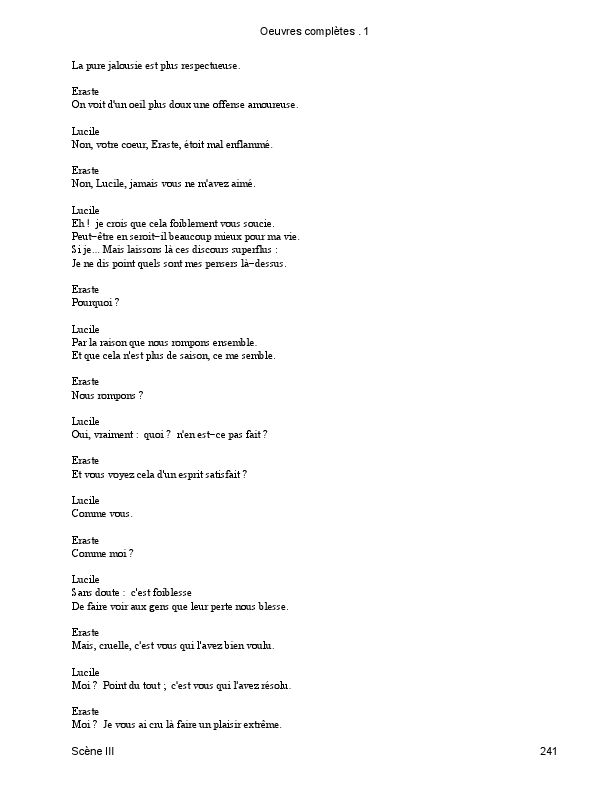 Oeuvres complètes . 1
La pure jalousie est plus respectueuse.
Eraste
On voit d'un oeil plus doux une offense amoureuse.
Lucile
Non, votre coeur, Eraste, étoit mal enflammé.
Eraste
Non, Lucile, jamais vous ne m'avez aimé.
Lucile
Eh ! je crois que cela foiblement vous soucie.
Peut−être en seroit−il beaucoup mieux pour ma vie.
Si je... Mais laissons là ces discours superflus :
Je ne dis point quels sont mes pensers là−dessus.
Eraste
Pourquoi ?
Lucile
Par la raison que nous rompons ensemble.
Et que cela n'est plus de saison, ce me semble.
Eraste
Nous rompons ?
Lucile
Oui, vraiment : quoi ? n'en est−ce pas fait ?
Eraste
Et vous voyez cela d'un esprit satisfait ?
Lucile
Comme vous.
Eraste
Comme moi ?
Lucile
Sans doute : c'est foiblesse
De faire voir aux gens que leur perte nous blesse.
Eraste
Mais, cruelle, c'est vous qui l'avez bien voulu.
Lucile
Moi ? Point du tout ; c'est vous qui l'avez résolu.
Eraste
Moi ? Je vous ai cru là faire un plaisir extrême.
Scène III 241